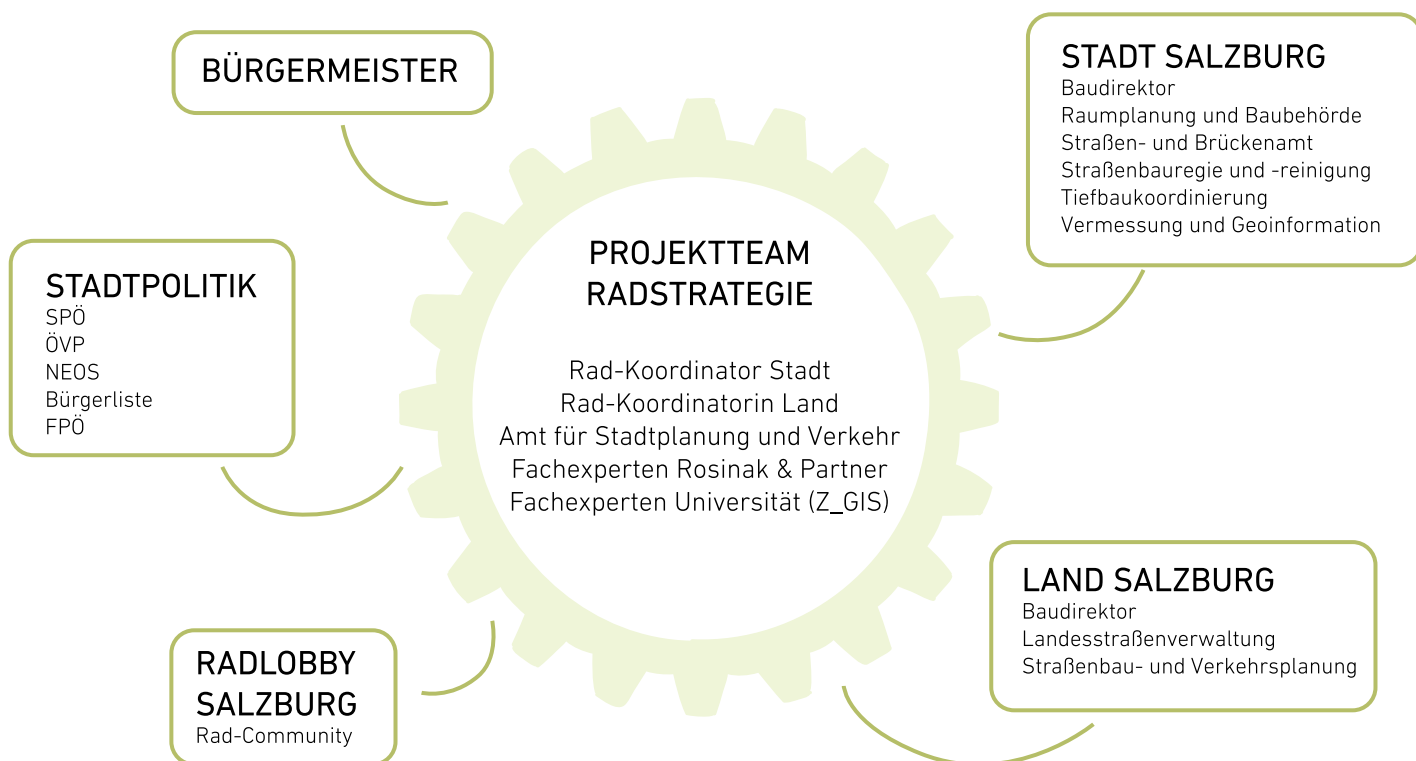 BÜRGERMEISTER
STADT SALZBURG
Baudirektor
Raumplanung und Baubehörde
Straßen- und Brückenamt
Straßenbauregie und -reinigung
Tiefbaukoordinierung
Vermessung und Geoinformation
STADTPOLITIK
SPÖ
ÖVP
NEOS
Bürgerliste
FPÖ
PROJEKTTEAM
RADSTRATEGIE
Rad-Koordinator Stadt
Rad-Koordinatorin Land
Amt für Stadtplanung und Verkehr
Fachexperten Rosinak & Partner
Fachexperten Universität (Z_GIS)
RADLOBBY
SALZBURG
Rad-Community
LAND SALZBURG
Baudirektor
Landesstraßenverwaltung
Straßenbau- und Verkehrsplanung